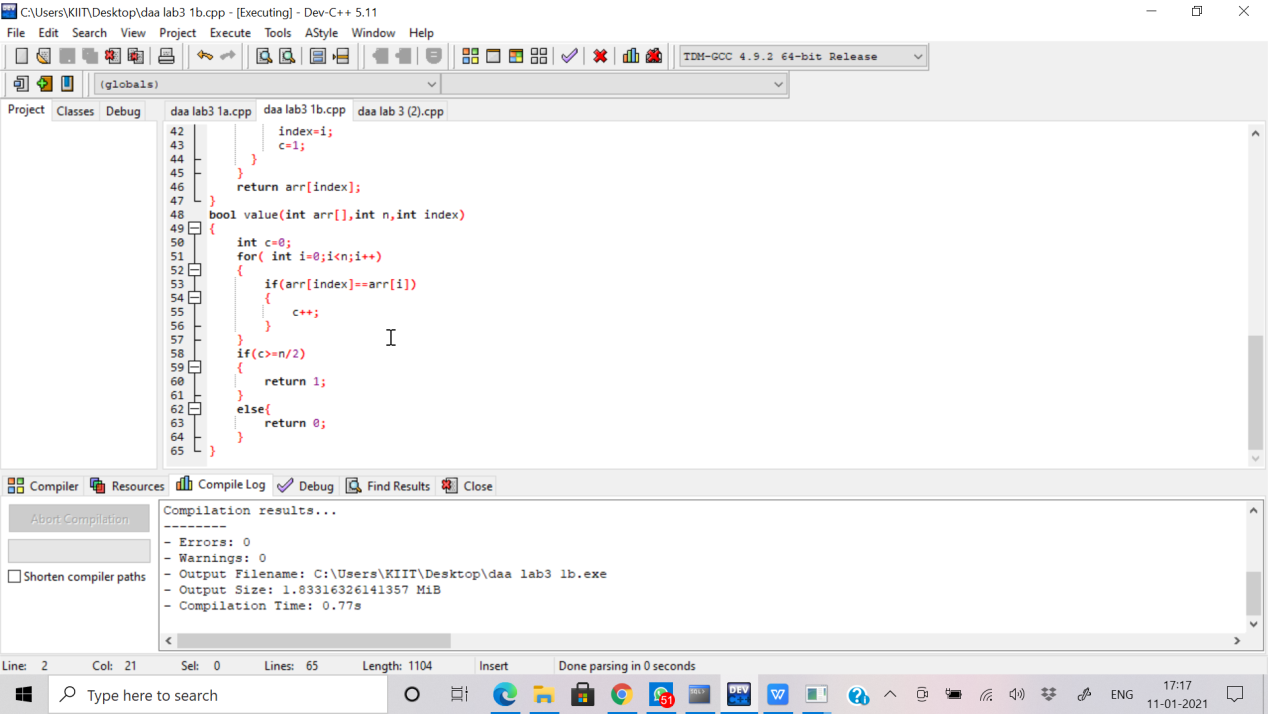 C:\Users\KIIT\Desktop\daa lab3 1b.cpp - [Executing] - Dev-C++ 5.11
File Edit Search View Project Execute Tools AStyle Window Help
TDM-GCC 4.9.2 64-bit Release
(globals)
Project Classes Debug daa lab3 1a.cpp daa lab3 1b.cpp daa lab 3 (2).cpp
42 index=i;
43 c=1;
44 }
45 }
46 return arr[index];
47 }
48 bool value(int arr[],int n,int index)
49 {
50 int c=0;
51 for( int i=0;i<n;i++)
52 {
53 if(arr[index]==arr[i])
54 {
55 c++;
56 }
57 }
58 if(c>=n/2)
59 {
60 return 1;
61 }
62 else{
63 return 0;
64 }
65 }
Compiler Resources Compile Log Debug Find Results Close
Abort Compilation
Shorten compiler paths
Compilation results...
--------
- Errors: 0
- Warnings: 0
- Output Filename: C:\Users\KIIT\Desktop\daa lab3 1b.exe
- Output Size: 1.83316326141357 MiB
- Compilation Time: 0.77s
Line: 2 Col: 21 Sel: 0 Lines: 65 Length: 1104 Insert Done parsing in 0 seconds
Type here to search
51
DEV
W
ENG
17:17
11-01-2021